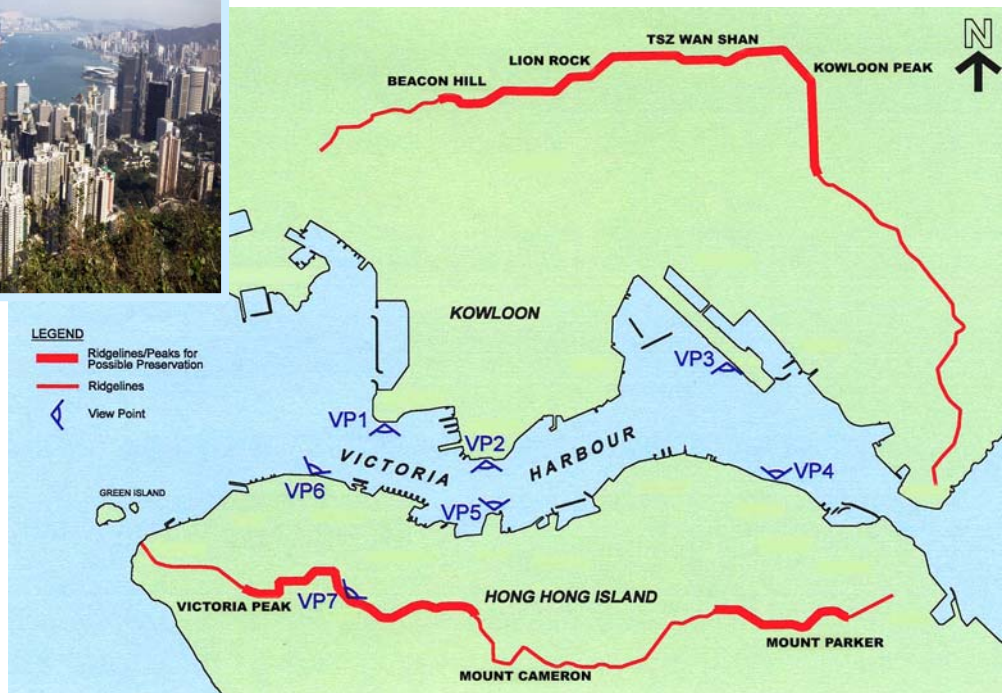 N
TSZ WAN SHAN
LION ROCK
KOWLOON PEAK
BEACON HILL
KOWLOON
LEGEND
Ridgelines/Peaks for
Possible Preservation
Ridgelines
View Point
VP3
VP1
VP2
HARBOUR
VICTORIA
VP4
VP6
GREEN ISLAND
VP5
VP7
HONG HONG ISLAND
VICTORIA PEAK
MOUNT PARKER
MOUNT CAMERON